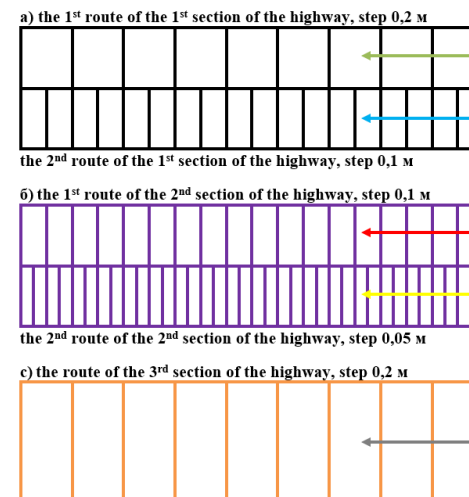 а) the 1st route of the 1st section of the highway, step 0,2 м
the 2nd route of the 1st section of the highway, step 0,1 м
б) the 1st route of the 2nd section of the highway, step 0,1 м
the 2nd route of the 2nd section of the highway, step 0,05 м
с) the route of the 3rd section of the highway, step 0,2 м